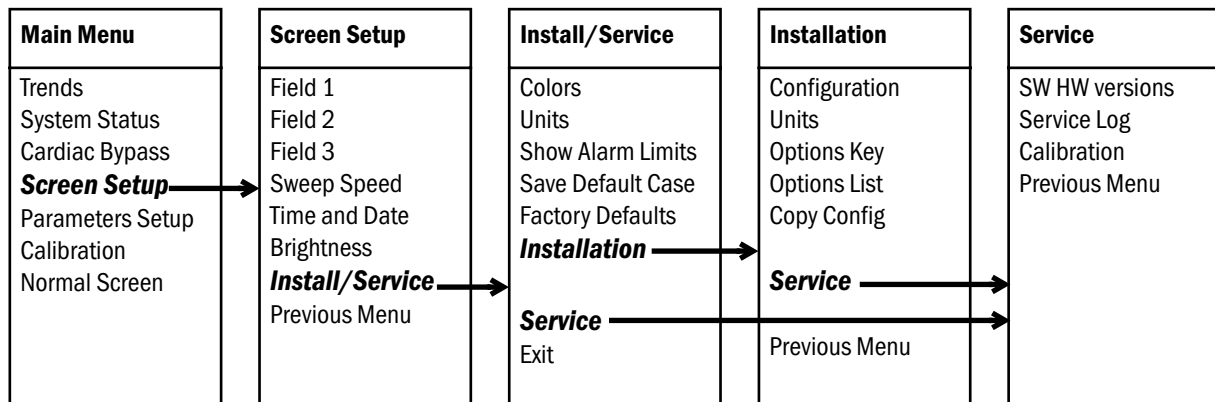 Main Menu
Trends
System Status
Cardiac Bypass
Screen Setup
Parameters Setup
Calibration
Normal Screen
Screen Setup
Field 1
Field 2
Field 3
Sweep Speed
Time and Date
Brightness
Install/Service
Previous Menu
Install/Service
Colors
Units
Show Alarm Limits
Save Default Case
Factory Defaults
Installation
Service
Exit
Installation
Configuration
Units
Options Key
Options List
Copy Config
Service
Previous Menu
Service
SW HW versions
Service Log
Calibration
Previous Menu